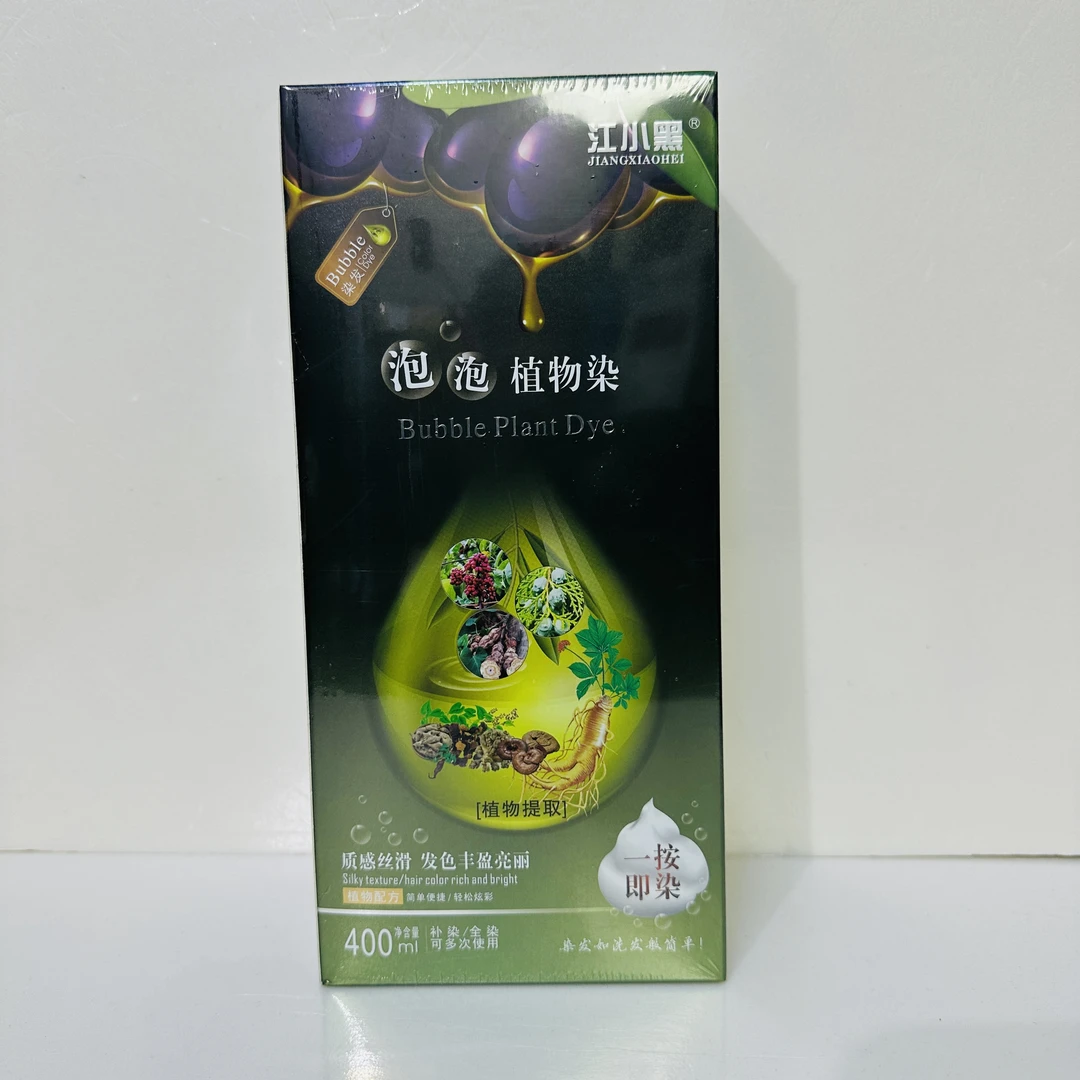 江小黑®
JIANGXIAOHEI
Bubble
染发 Color Dye
泡泡 植物染
Bubble Plant Dye
[植物提取]
一按
即染
质感丝滑 发色丰盈亮丽
Silky texture/hair color rich and bright
植物配方 简单便捷/轻松炫彩
400ml 净含量
补染/全染
可多次使用
染发如洗发般简单!